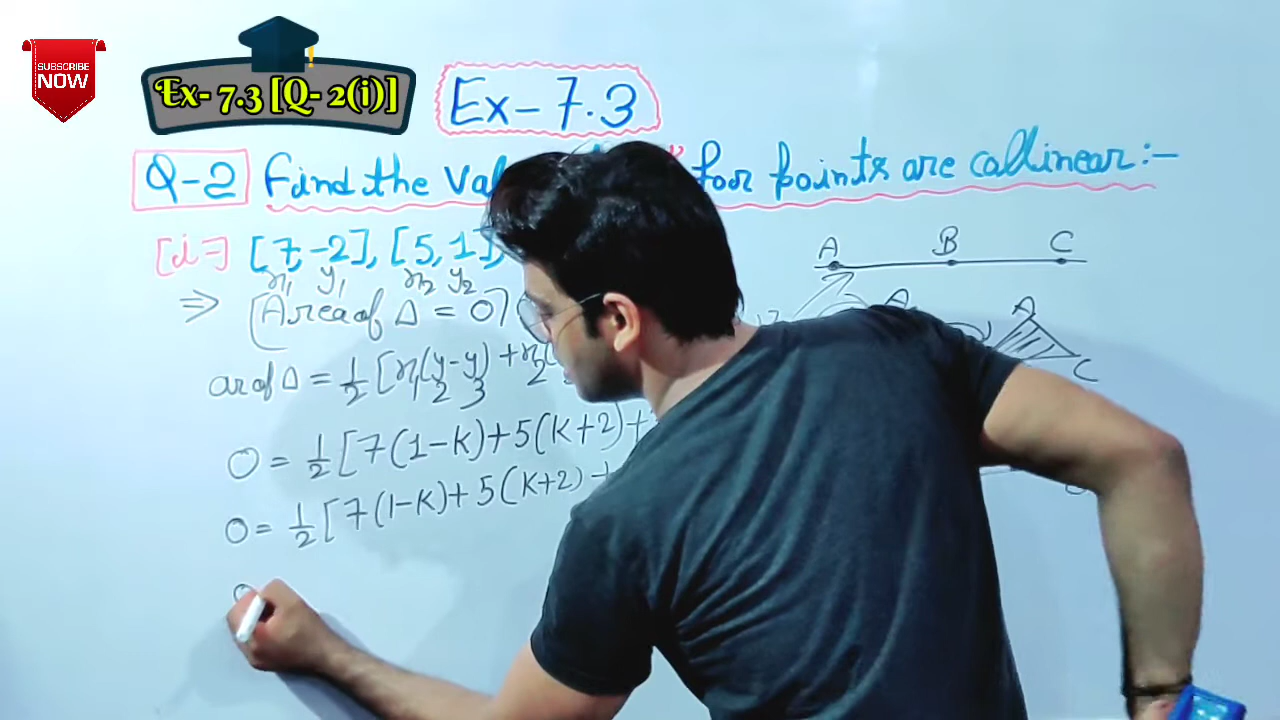 SUBSCRIBE
NOW
Ex- 7.3 [Q- 2(i)]
Ex-7.3
Q-2 Find the for points are collinear:-
[i⇒] [7,-2], [5,1]
x₁ y₁ x₂ y₂
⇒ [Area of Δ = 0]
ar of Δ = 1/2 [x₁(y₂-y₃) + x₂
0 = 1/2 [7(1-K)+5(K+2)+
0 = 1/2 [7(1-K)+5(K+2)+
0
A B C
A
A
C